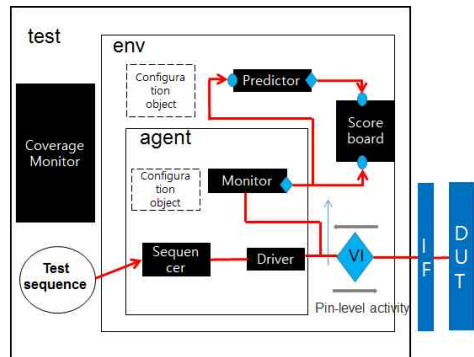 test
env
Configura
tion
object
Predictor
Score
board
Coverage
Monitor
agent
Configura
tion
object
Monitor
Test
sequence
Sequen
cer
Driver
VI
Pin-level activity
I
F
D
U
T